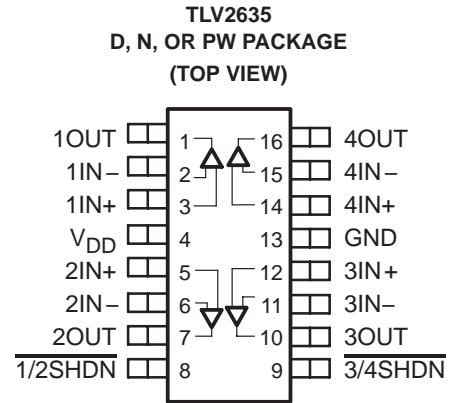 TLV2635
D, N, OR PW PACKAGE
(TOP VIEW)
1OUT 1 16 4OUT
1IN− 2 15 4IN−
1IN+ 3 14 4IN+
VDD 4 13 GND
2IN+ 5 12 3IN+
2IN− 6 11 3IN−
2OUT 7 10 3OUT
1/2SHDN 8 9 3/4SHDN